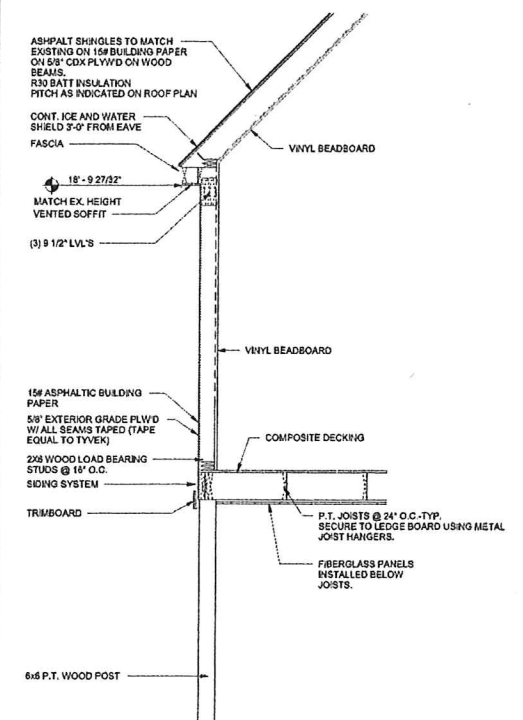 ASHPALT SHINGLES TO MATCH
EXISTING ON 15# BUILDING PAPER
ON 5/8" CDX PLYW'D ON WOOD
BEAMS.
R30 BATT INSULATION
PITCH AS INDICATED ON ROOF PLAN
CONT. ICE AND WATER
SHIELD 3'-0" FROM EAVE
FASCIA
VINYL BEADBOARD
18' - 9 27/32"
MATCH EX. HEIGHT
VENTED SOFFIT
(3) 9 1/2" LVL'S
VINYL BEADBOARD
15# ASPHALTIC BUILDING
PAPER
5/8" EXTERIOR GRADE PLW'D
W/ ALL SEAMS TAPED (TAPE
EQUAL TO TYVEK)
COMPOSITE DECKING
2X6 WOOD LOAD BEARING
STUDS @ 16" O.C.
SIDING SYSTEM
TRIMBOARD
P.T. JOISTS @ 24" O.C.-TYP.
SECURE TO LEDGE BOARD USING METAL
JOIST HANGERS.
FIBERGLASS PANELS
INSTALLED BELOW
JOISTS.
6x6 P.T. WOOD POST